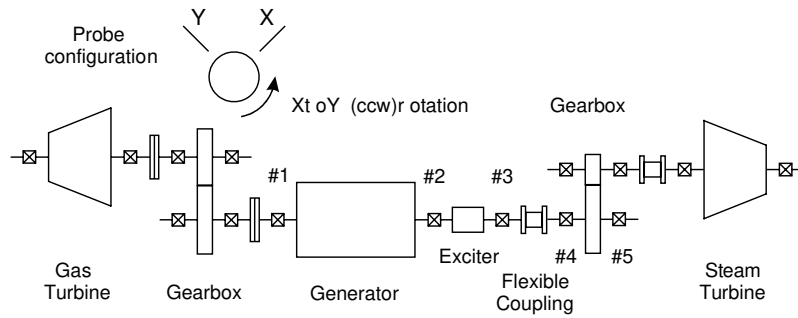 Y X
Probe
configuration
Xt oY (ccw)r otation
Gearbox
#1
#2
#3
Exciter
#4 #5
Gas
Turbine
Gearbox
Generator
Flexible
Coupling
Steam
Turbine